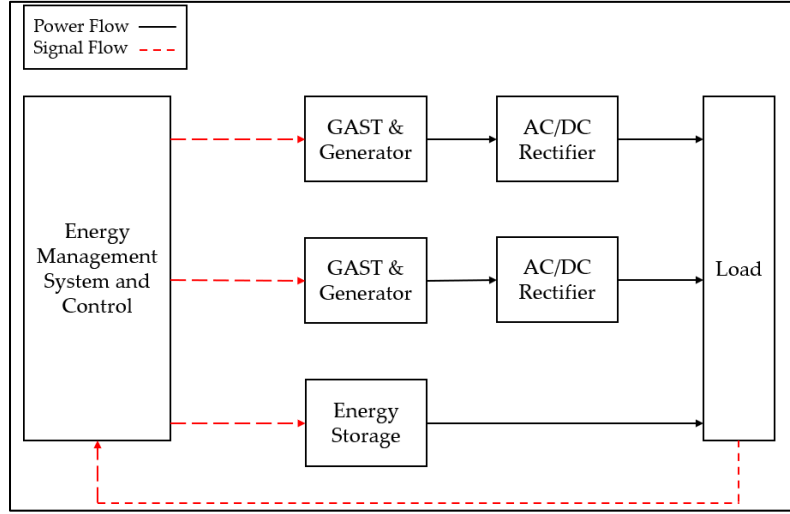 Power Flow
Signal Flow
GAST &
Generator
AC/DC
Rectifier
Energy
Management
System and
Control
GAST &
Generator
AC/DC
Rectifier
Load
Energy
Storage